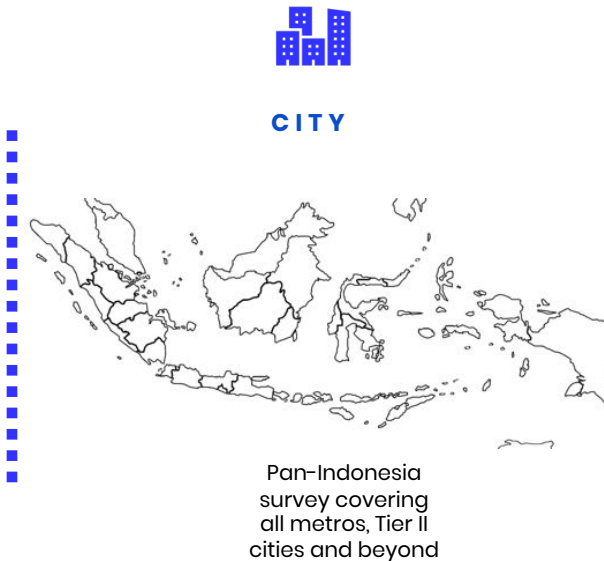 CITY
Pan-Indonesia
survey covering
all metros, Tier II
cities and beyond